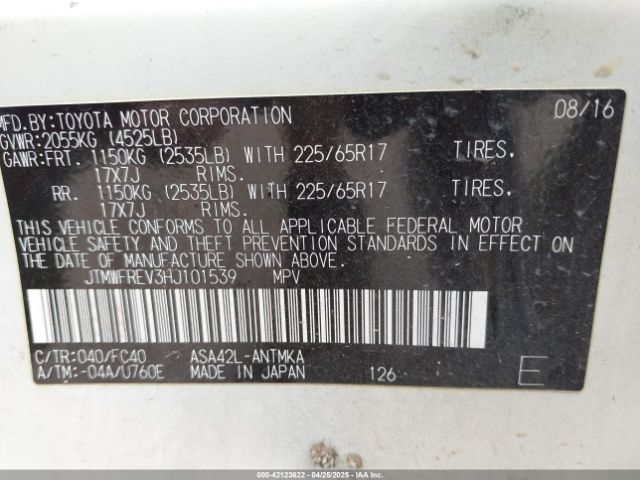 MFD.BY:TOYOTA MOTOR CORPORATION 08/16
GVWR:2055KG (4525LB)
GAWR:FRT. 1150KG (2535LB) WITH 225/65R17 TIRES.
17X7J RIMS.
RR. 1150KG (2535LB) WITH 225/65R17 TIRES.
17X7J RIMS.
THIS VEHICLE CONFORMS TO ALL APPLICABLE FEDERAL MOTOR
VEHICLE SAFETY AND THEFT PREVENTION STANDARDS IN EFFECT ON
THE DATE OF MANUFACTURE SHOWN ABOVE.
JTMWFREV3HJ101539 MPV
C/TR:040/FC40 ASA42L-ANTMKA
A/TM:-04A/U760E MADE IN JAPAN 126 E
000-42123622 - 04/25/2025 - IAAI.COM